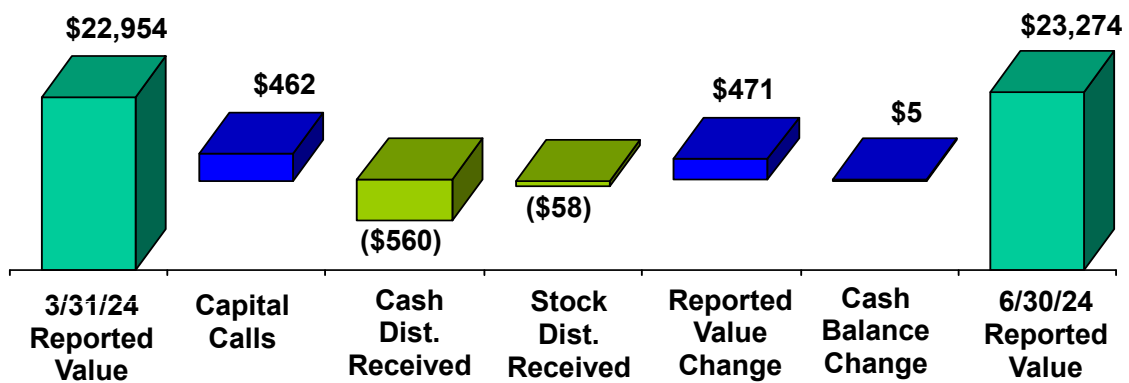 $22,954
$462
($560)
($58)
$471
$5
$23,274
3/31/24
Reported
Value
Capital
Calls
Cash
Dist.
Received
Stock
Dist.
Received
Reported
Value
Change
Cash
Balance
Change
6/30/24
Reported
Value